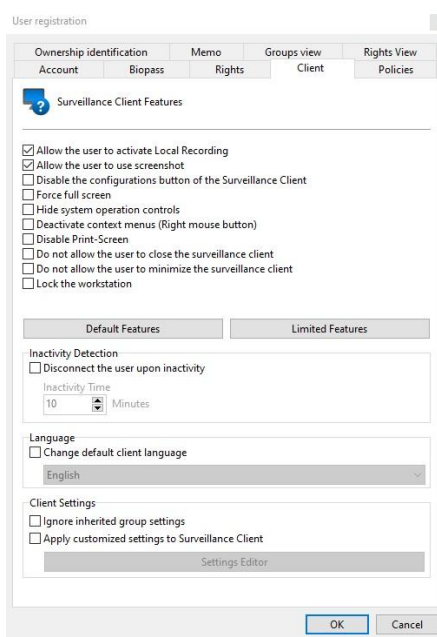 User registration
Ownership identification Memo Groups view Rights View
Account Biopass Rights Client Policies
Surveillance Client Features
Allow the user to activate Local Recording
Allow the user to use screenshot
Disable the configurations button of the Surveillance Client
Force full screen
Hide system operation controls
Deactivate context menus (Right mouse button)
Disable Print-Screen
Do not allow the user to close the surveillance client
Do not allow the user to minimize the surveillance client
Lock the workstation
Default Features Limited Features
Inactivity Detection
Disconnect the user upon inactivity
Inactivity Time
10 Minutes
Language
Change default client language
English
Client Settings
Ignore inherited group settings
Apply customized settings to Surveillance Client
Settings Editor
OK Cancel